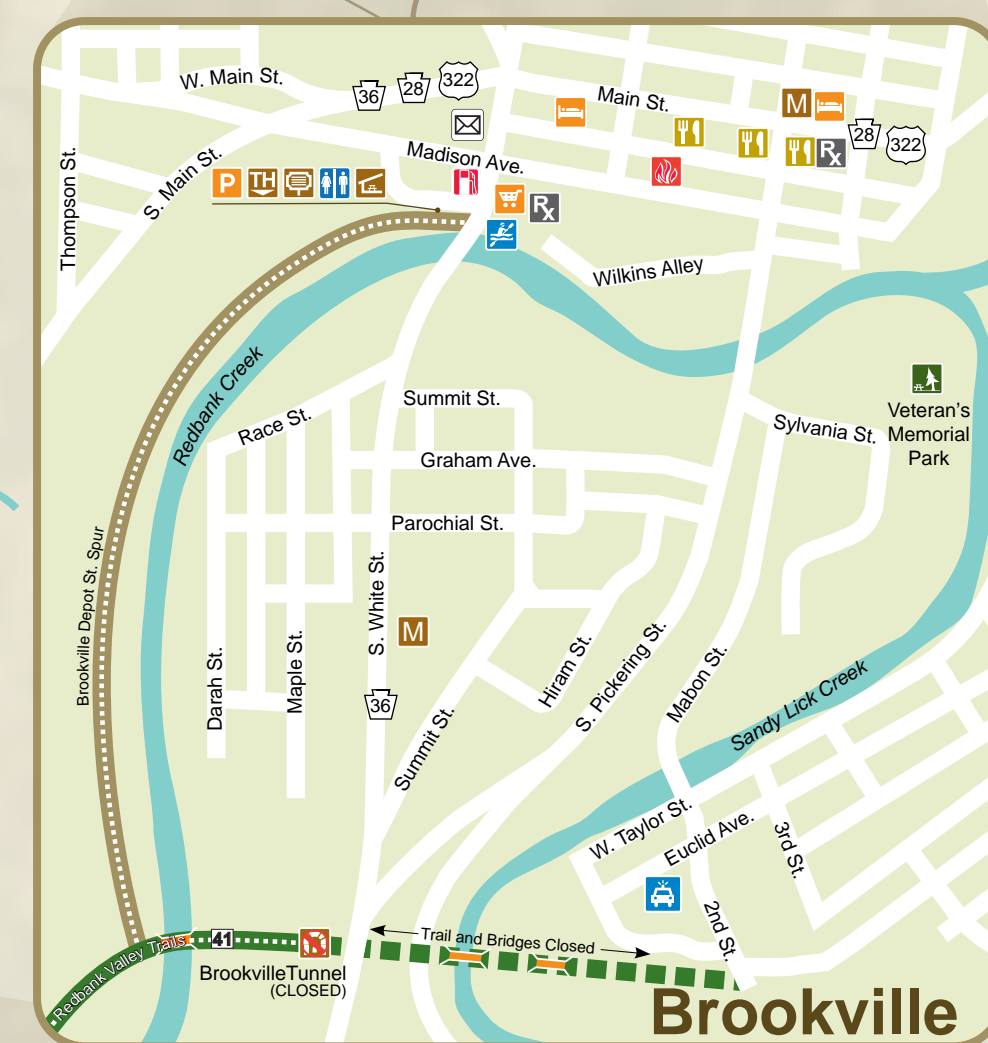 W. Main St.
36
28
322
Main St.
M
28
322
Rx
Madison Ave.
S. Main St.
Thompson St.
P
TH
Rx
Wilkins Alley
Redbank Creek
Race St.
Summit St.
Graham Ave.
Parochial St.
Sylvania St.
Veteran's
Memorial
Park
Brookville Depot St. Spur
S. White St.
M
Darah St.
Maple St.
36
Summit St.
Hiram St.
S. Pickering St.
Mabon St.
Sandy Lick Creek
W. Taylor St.
Euclid Ave.
3rd St.
2nd St.
Redbank Valley Trails
41
BrookvilleTunnel
(CLOSED)
Trail and Bridges Closed
Brookville